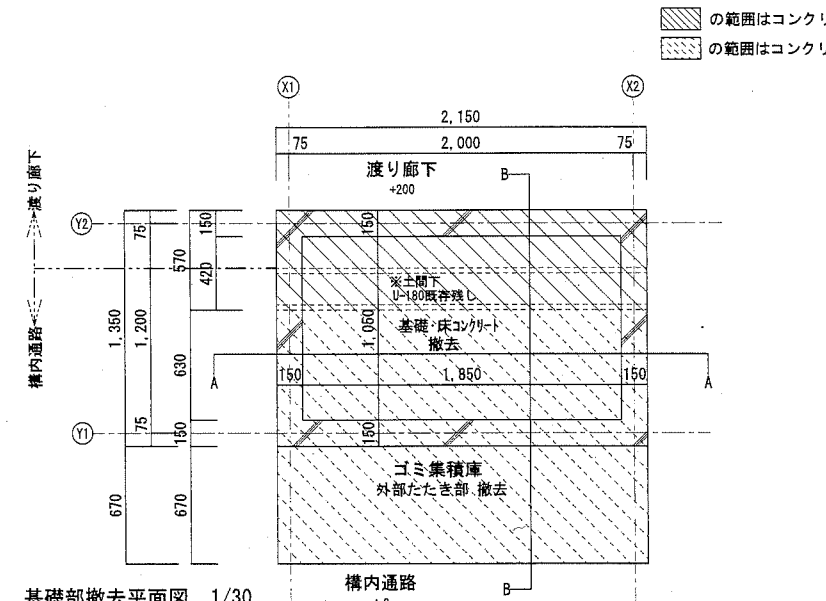 の範囲はコンクリ
の範囲はコンクリ
X1
X2
2,150
75
2,000
75
渡り廊下
+200
B
渡り廊下
構内通路
Y2
Y1
1,350
75
1,200
75
670
570
150
420
630
150
670
150
※土間下
U-180既存残し
1,050
基礎・床コンクリート
撤去
A
A
150
1,850
150
150
ゴミ集積庫
外部たたき部 撤去
構内通路
B
基礎部撤去平面図 1/30